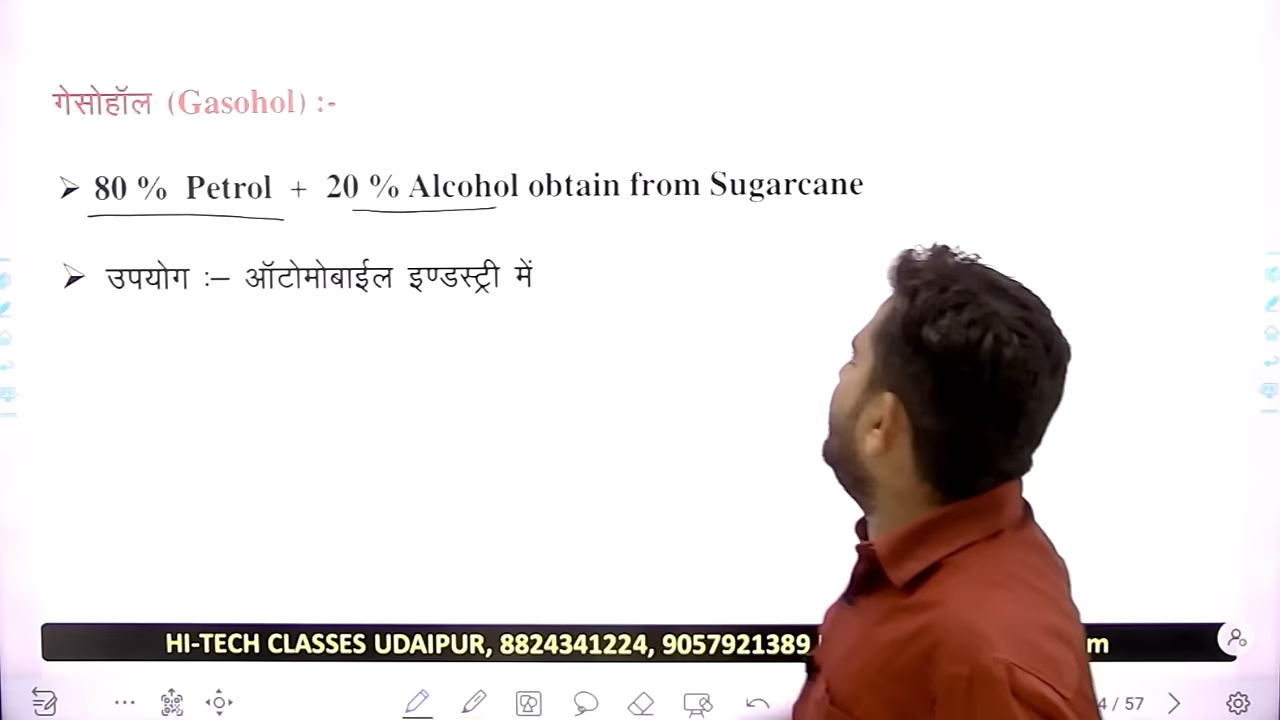 गेसोहॉल (Gasohol) :-
➢ 80 % Petrol + 20 % Alcohol obtain from Sugarcane
➢ उपयोग :– ऑटोमोबाईल इण्डस्ट्री में
HI-TECH CLASSES UDAIPUR, 8824341224, 9057921389
4 / 57